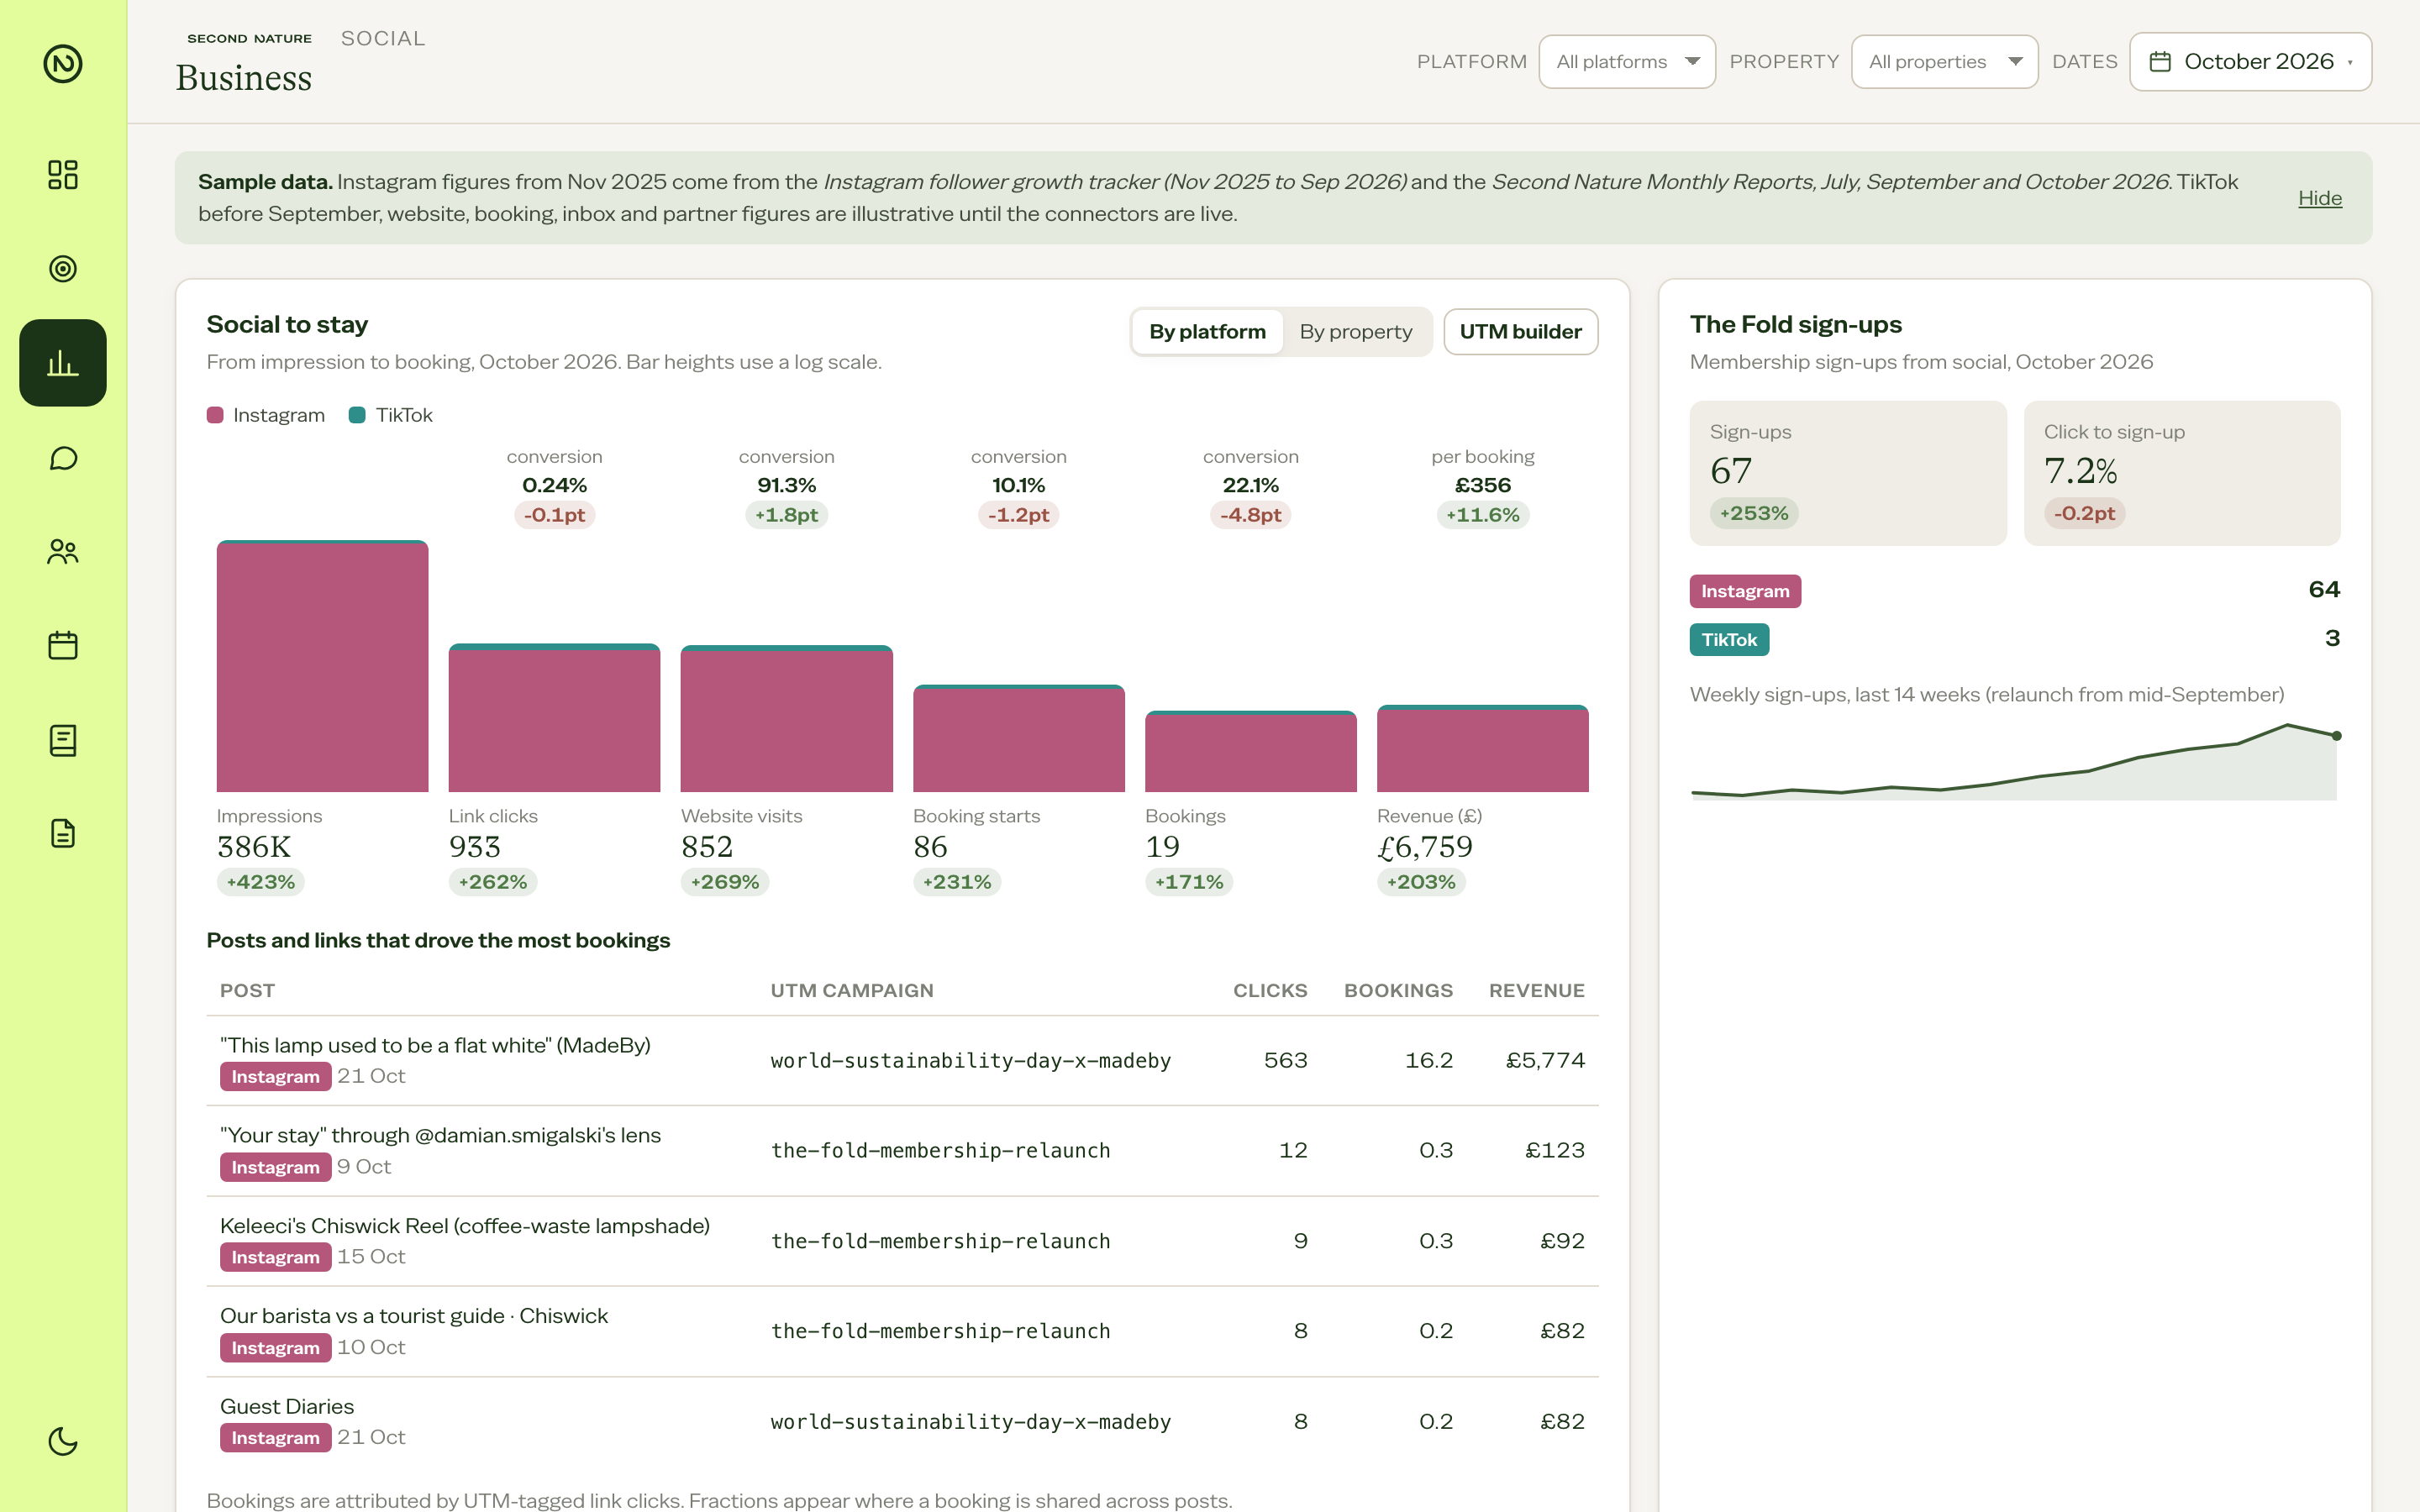 SECOND NATURE SOCIAL
Business
PLATFORM All platforms PROPERTY All properties DATES October 2026
Sample data. Instagram figures from Nov 2025 come from the Instagram follower growth tracker (Nov 2025 to Sep 2026) and the Second Nature Monthly Reports, July, September and October 2026. TikTok
before September, website, booking, inbox and partner figures are illustrative until the connectors are live.
Hide
Social to stay
From impression to booking, October 2026. Bar heights use a log scale.
By platform By property UTM builder
Instagram TikTok
conversion conversion conversion conversion per booking
0.24% 91.3% 10.1% 22.1% £356
-0.1pt +1.8pt -1.2pt -4.8pt +11.6%
Impressions Link clicks Website visits Booking starts Bookings Revenue (£)
386K 933 852 86 19 £6,759
+423% +262% +269% +231% +171% +203%
Posts and links that drove the most bookings
POST UTM CAMPAIGN CLICKS BOOKINGS REVENUE
"This lamp used to be a flat white" (MadeBy)
Instagram 21 Oct
world-sustainability-day-x-madeby 563 16.2 £5,774
"Your stay" through @damian.smigalski's lens
Instagram 9 Oct
the-fold-membership-relaunch 12 0.3 £123
Keleeci's Chiswick Reel (coffee-waste lampshade)
Instagram 15 Oct
the-fold-membership-relaunch 9 0.3 £92
Our barista vs a tourist guide · Chiswick
Instagram 10 Oct
the-fold-membership-relaunch 8 0.2 £82
Guest Diaries
Instagram 21 Oct
world-sustainability-day-x-madeby 8 0.2 £82
Bookings are attributed by UTM-tagged link clicks. Fractions appear where a booking is shared across posts.
The Fold sign-ups
Membership sign-ups from social, October 2026
Sign-ups Click to sign-up
67 7.2%
+253% -0.2pt
Instagram 64
TikTok 3
Weekly sign-ups, last 14 weeks (relaunch from mid-September)